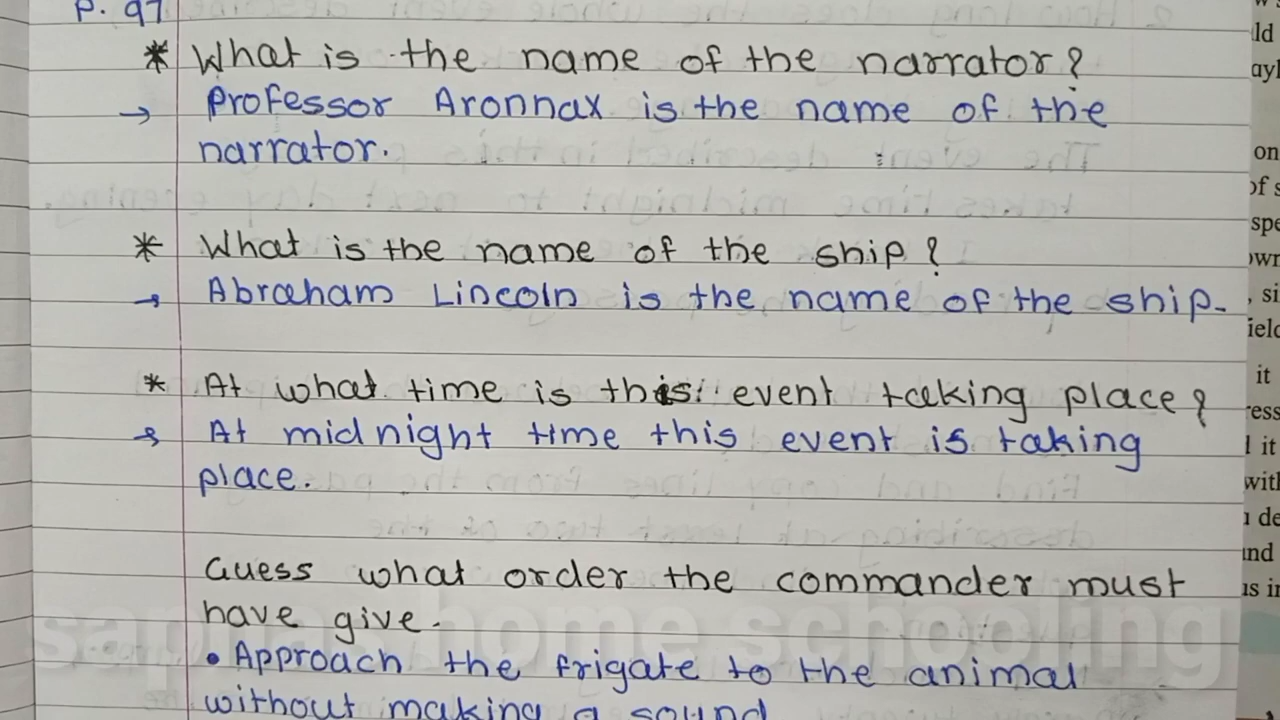 P. 97
* What is the name of the narrator?
→ Professor Aronnax is the name of the
narrator.
* What is the name of the ship?
→ Abraham Lincoln is the name of the ship.
* At what time is this event taking place?
→ At midnight time this event is taking
place.
Guess what order the commander must
have give.
• Approach the frigate to the animal
without making a sound
sapnas home schooling